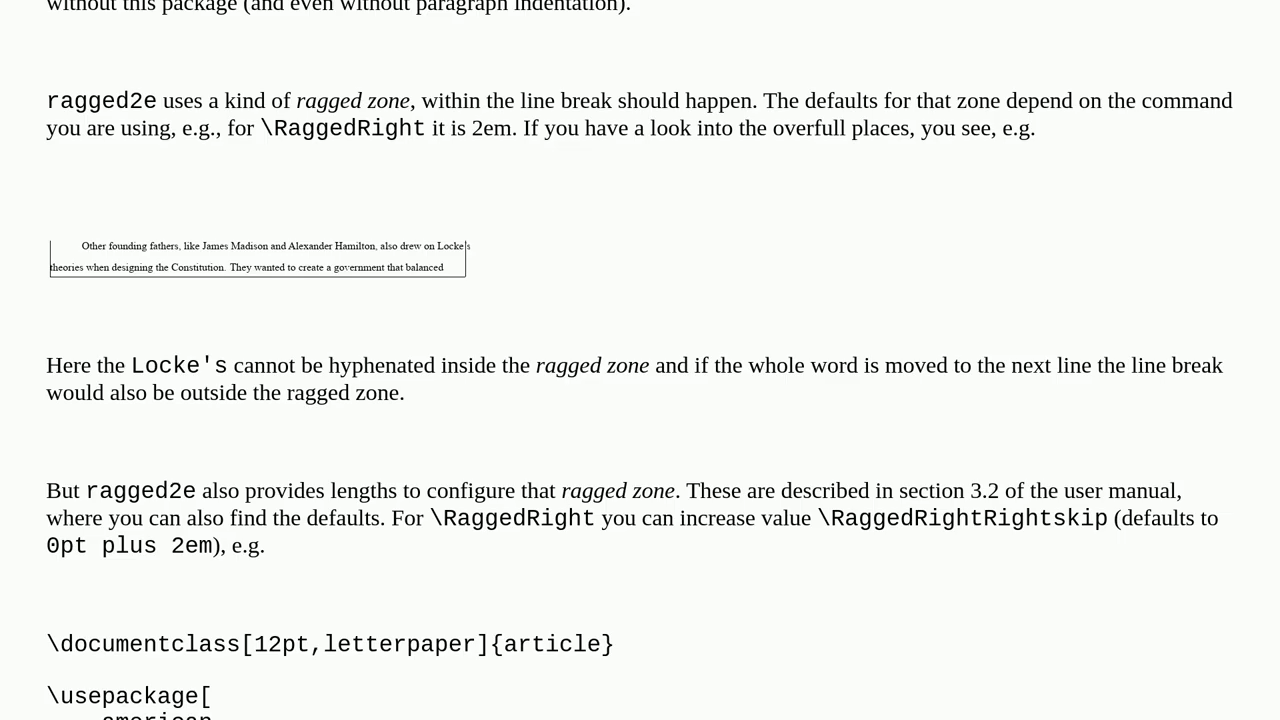 without this package (and even without paragraph indentation).
ragged2e uses a kind of ragged zone, within the line break should happen. The defaults for that zone depend on the command
you are using, e.g., for \RaggedRight it is 2em. If you have a look into the overfull places, you see, e.g.
Other founding fathers, like James Madison and Alexander Hamilton, also drew on Locke's
theories when designing the Constitution. They wanted to create a government that balanced
Here the Locke's cannot be hyphenated inside the ragged zone and if the whole word is moved to the next line the line break
would also be outside the ragged zone.
But ragged2e also provides lengths to configure that ragged zone. These are described in section 3.2 of the user manual,
where you can also find the defaults. For \RaggedRight you can increase value \RaggedRightRightskip (defaults to
0pt plus 2em), e.g.
\documentclass[12pt,letterpaper]{article}
\usepackage[
american